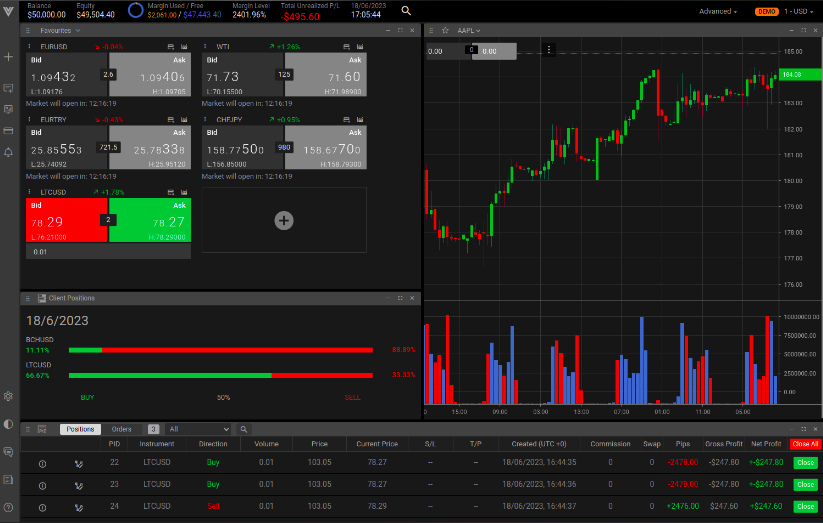 Balance Equity Margin Used / Free Margin Level Total Unrealized P/L 18/06/2023
$50,000.00 $49,504.40 $2,061.00 / $47,443.40 2401.96% -$495.60 17:05:44
Advanced DEMO 1 - USD
Favourites
EURUSD -0.04%
Bid Ask
1.09432 2.6 1.09406
L:1.09176 H:1.09705
Market will open in: 12:16:19
WTI +1.26%
Bid Ask
71.73 125 71.60
L:70.15500 H:71.98900
Market will open in: 12:16:19
EURTRY -0.43%
Bid Ask
25.85553 721.5 25.78338
L:25.74092 H:25.95120
Market will open in: 12:16:19
CHFJPY +0.95%
Bid Ask
158.77500 980 158.67700
L:156.85000 H:158.79300
Market will open in: 12:16:19
LTCUSD +1.78%
Bid Ask
78.29 2 78.27
L:76.21000 H:78.29000
0.01
AAPL
0.00 0 0.00
185.00
184.08
183.00
182.00
181.00
180.00
179.00
178.00
177.00
176.00
10000000.00
7500000.00
5000000.00
2500000.00
0.00
15.00 09:00 03.00 09:00 07.00 01:00 11:00 05:00
Client Positions
18/6/2023
BCHUSD
11.11% 88.89%
LTCUSD
66.67% 33.33%
BUY 50% SELL
Positions Orders 3 All
PID Instrument Direction Volume Price Current Price S/L T/P Created (UTC +0) Commission Swap Pips Gross Profit Net Profit Close All
22 LTCUSD Buy 0.01 103.05 78.27 -- -- 18/06/2023, 16:44:35 0 0 -2478.00 -$247.80 +-$247.80 Close
23 LTCUSD Buy 0.01 103.05 78.27 -- -- 18/06/2023, 16:44:36 0 0 -2478.00 -$247.80 +-$247.80 Close
24 LTCUSD Sell 0.01 103.05 78.29 -- -- 18/06/2023, 16:44:37 0 0 +2476.00 $247.60 +$247.60 Close